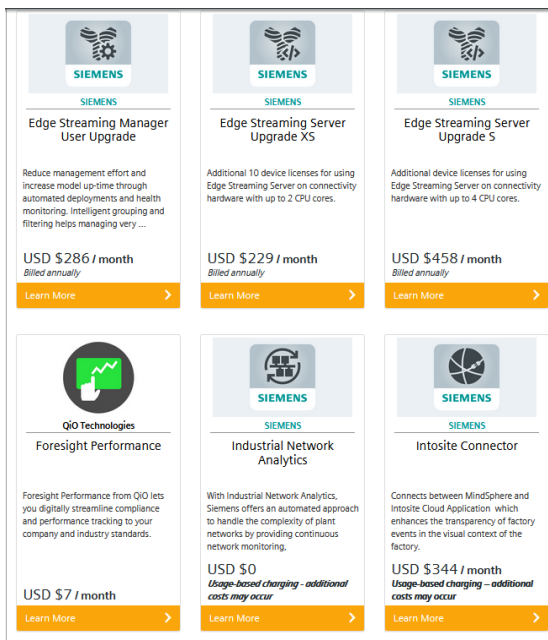 SIEMENS
SIEMENS
Edge Streaming Manager
User Upgrade
Reduce management effort and
increase model up-time through
automated deployments and health
monitoring. Intelligent grouping and
filtering helps managing very ...
USD $286 / month
Billed annually
Learn More
SIEMENS
SIEMENS
Edge Streaming Server
Upgrade XS
Additional 10 device licenses for using
Edge Streaming Server on connectivity
hardware with up to 2 CPU cores.
USD $229 / month
Billed annually
Learn More
SIEMENS
SIEMENS
Edge Streaming Server
Upgrade S
Additional device licenses for using
Edge Streaming Server on connectivity
hardware with up to 4 CPU cores.
USD $458 / month
Billed annually
Learn More
QiO Technologies
Foresight Performance
Foresight Performance from QiO lets
you digitally streamline compliance
and performance tracking to your
company and industry standards.
USD $7 / month
Learn More
SIEMENS
SIEMENS
Industrial Network
Analytics
With Industrial Network Analytics,
Siemens offers an automated approach
to handle the complexity of plant
networks by providing continuous
network monitoring,
USD $0
Usage-based charging - additional
costs may occur
Learn More
SIEMENS
SIEMENS
Intosite Connector
Connects between MindSphere and
Intosite Cloud Application which
enhances the transparency of factory
events in the visual context of the
factory.
USD $344 / month
Usage-based charging – additional
costs may occur
Learn More